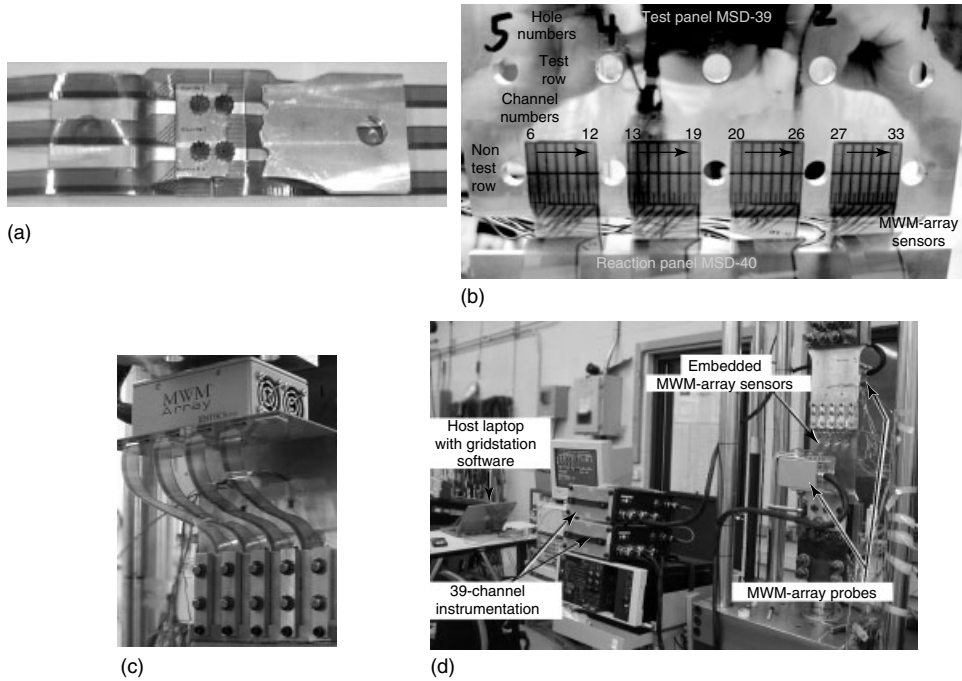 (a)
Test panel MSD-39
5
4
2
1
Hole
numbers
Test
row
Channel
numbers
6
12
13
19
20
26
27
33
Non
test
row
MWM-array
sensors
Reaction panel MSD-40
(b)
MWM
Array
(c)
Embedded
MWM-array sensors
Host laptop
with gridstation
software
39-channel
instrumentation
MWM-array probes
(d)